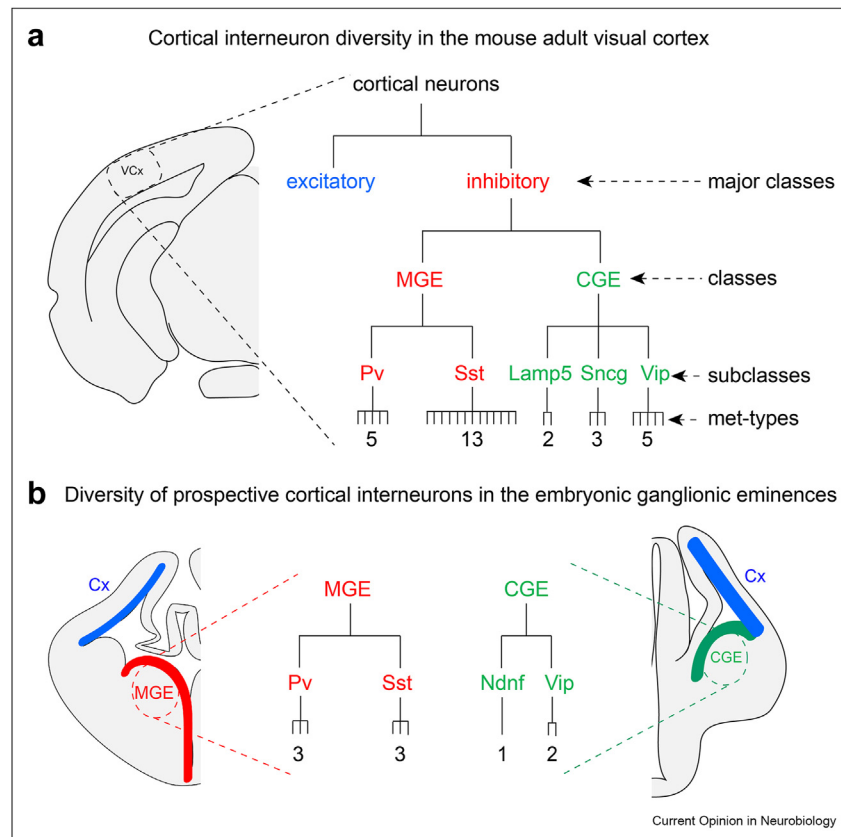 a Cortical interneuron diversity in the mouse adult visual cortex
cortical neurons
VCx
excitatory inhibitory major classes
MGE CGE classes
Pv Sst Lamp5 Sncg Vip subclasses
met-types
5 13 2 3 5
b Diversity of prospective cortical interneurons in the embryonic ganglionic eminences
Cx MGE CGE Cx
CGE
MGE Pv Sst Ndnf Vip
3 3 1 2
Current Opinion in Neurobiology